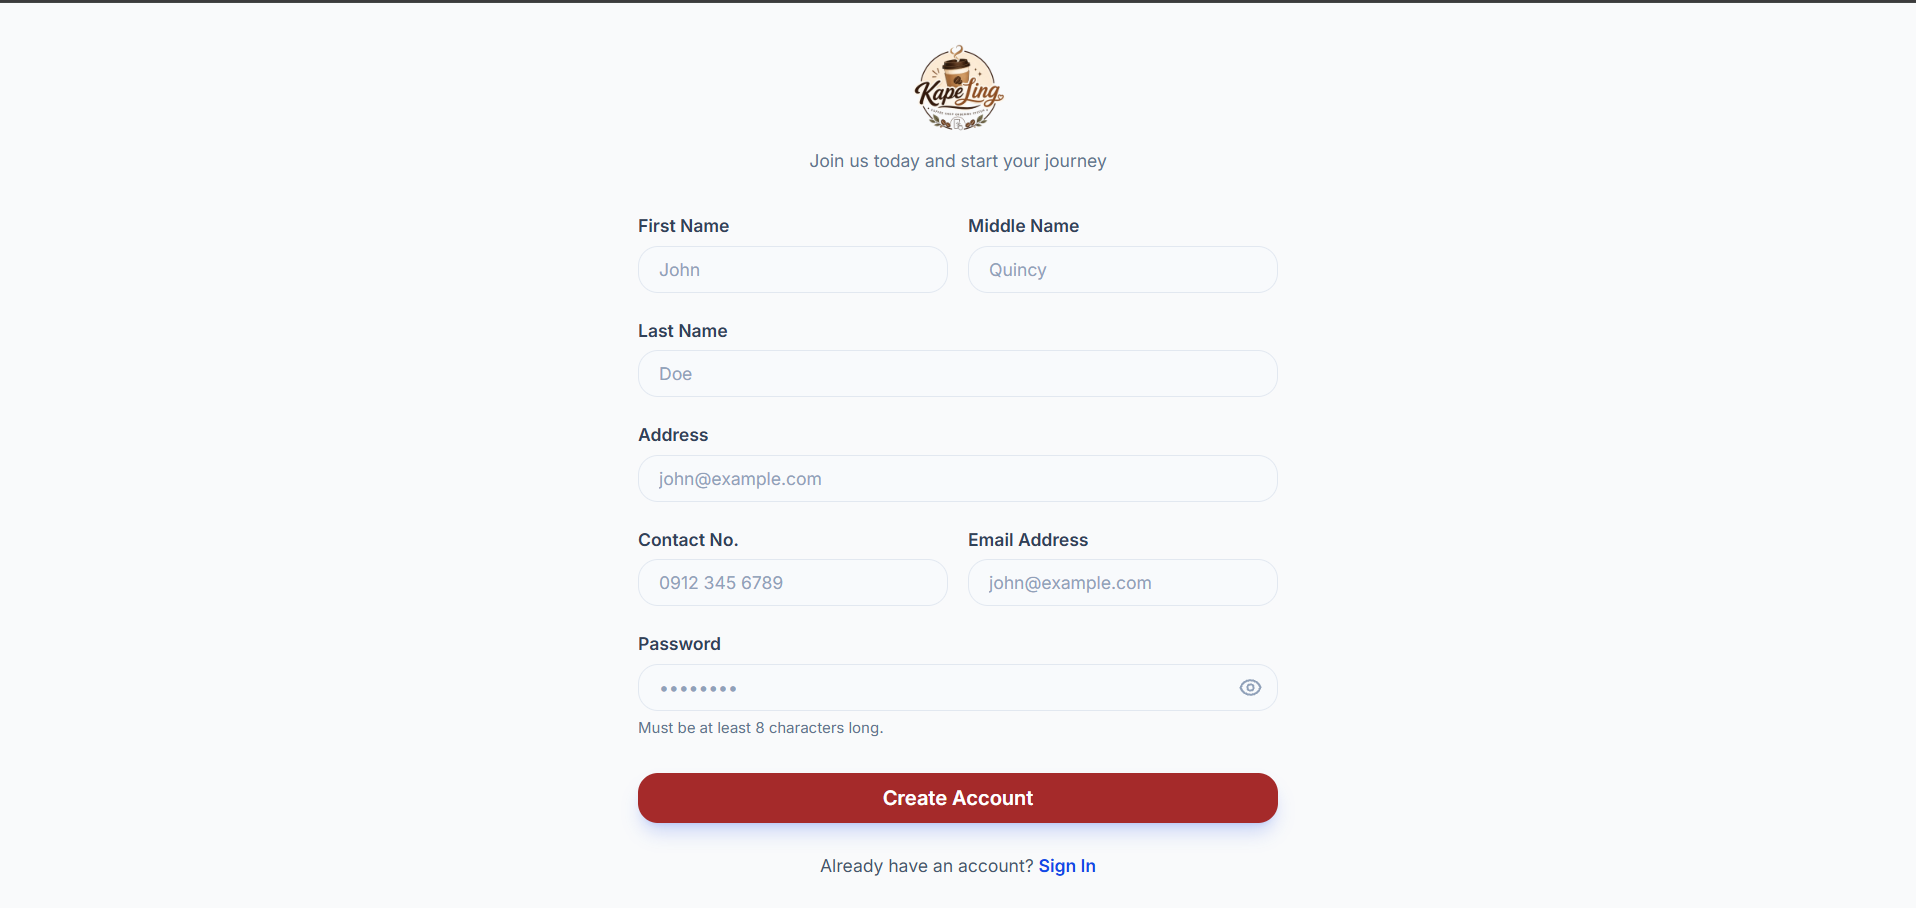 KapeLing
Join us today and start your journey
First Name Middle Name
John Quincy
Last Name
Doe
Address
john@example.com
Contact No. Email Address
0912 345 6789 john@example.com
Password
••••••••
Must be at least 8 characters long.
Create Account
Already have an account? Sign In